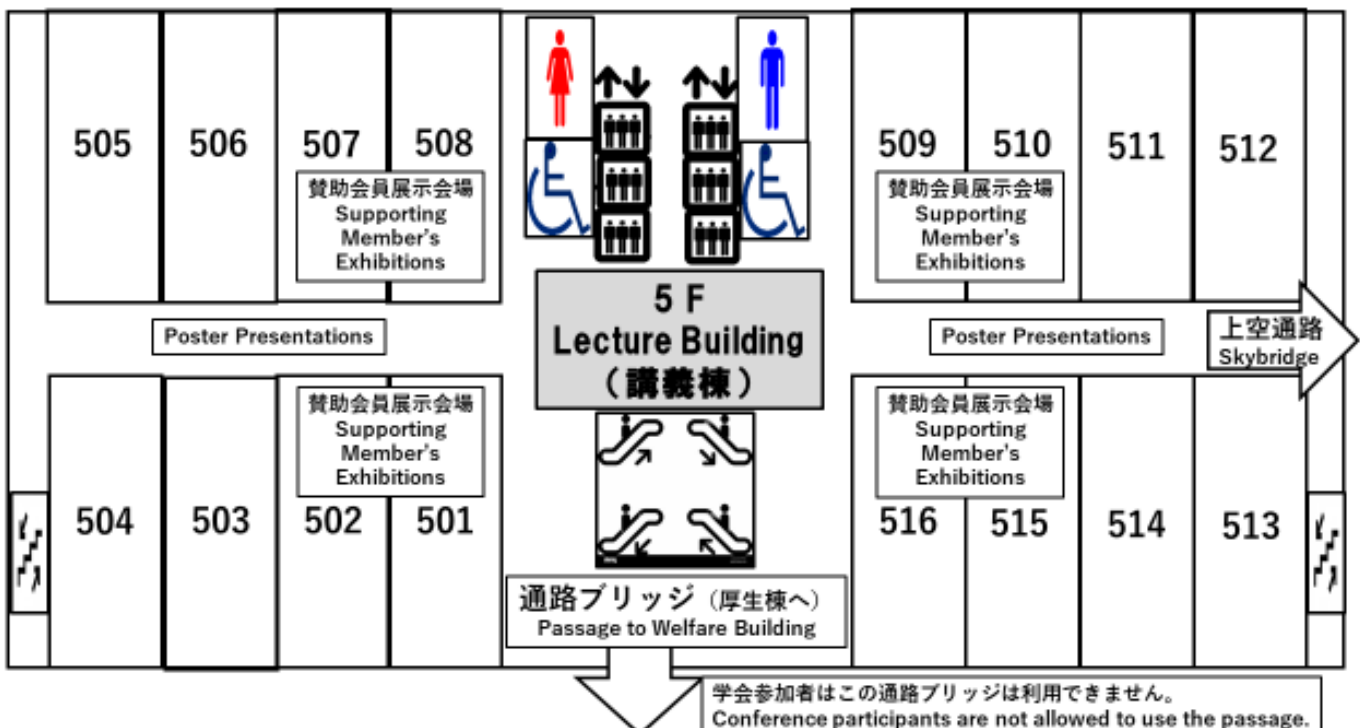 505
506
507
508
509
510
511
512
賛助会員展示会場
Supporting
Member's
Exhibitions
賛助会員展示会場
Supporting
Member's
Exhibitions
5 F
Lecture Building
（講義棟）
Poster Presentations
Poster Presentations
上空通路
Skybridge
賛助会員展示会場
Supporting
Member's
Exhibitions
賛助会員展示会場
Supporting
Member's
Exhibitions
504
503
502
501
516
515
514
513
通路ブリッジ（厚生棟へ）
Passage to Welfare Building
学会参加者はこの通路ブリッジは利用できません。
Conference participants are not allowed to use the passage.